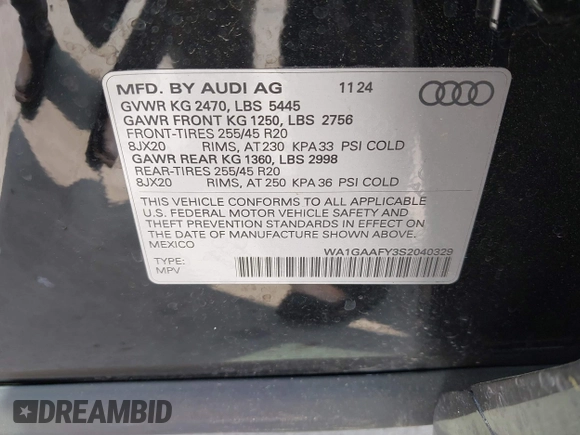 MFD. BY AUDI AG 11 24
GVWR KG 2470, LBS 5445
GAWR FRONT KG 1250, LBS 2756
FRONT-TIRES 255/45 R20
8JX20 RIMS, AT 230 KPA 33 PSI COLD
GAWR REAR KG 1360, LBS 2998
REAR-TIRES 255/45 R20
8JX20 RIMS, AT 250 KPA 36 PSI COLD
THIS VEHICLE CONFORMS TO ALL APPLICABLE
U.S. FEDERAL MOTOR VEHICLE SAFETY AND
THEFT PREVENTION STANDARDS IN EFFECT ON
THE DATE OF MANUFACTURE SHOWN ABOVE.
MEXICO
WA1GAAFY3S2040329
TYPE:
MPV
DREAMBID